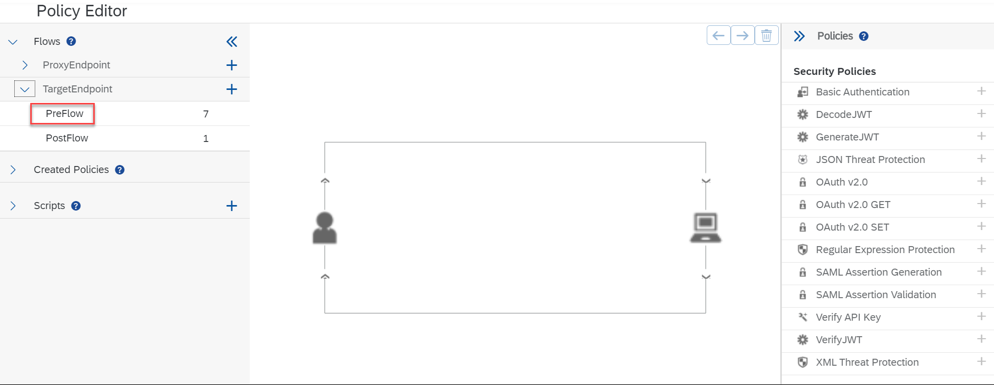 Policy Editor
Flows ?
ProxyEndpoint
TargetEndpoint
PreFlow 7
PostFlow 1
Created Policies ?
Scripts ?
Policies ?
Security Policies
Basic Authentication
DecodeJWT
GenerateJWT
JSON Threat Protection
OAuth v2.0
OAuth v2.0 GET
OAuth v2.0 SET
Regular Expression Protection
SAML Assertion Generation
SAML Assertion Validation
Verify API Key
VerifyJWT
XML Threat Protection